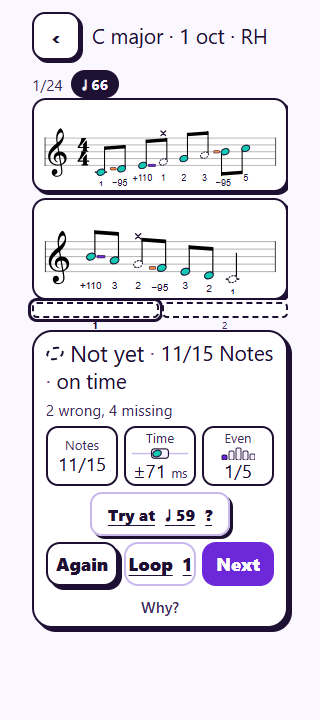 ‹ C major · 1 oct · RH
1/24 ♩66
4
4
1 −95 +110 1 2 3 −95 5
+110 3 2 −95 3 2 1
1 2
Not yet · 11/15 Notes
· on time
2 wrong, 4 missing
Notes Time Even
11/15 ±71 ms 1/5
Try at ♩59 ?
Again Loop 1 Next
Why?